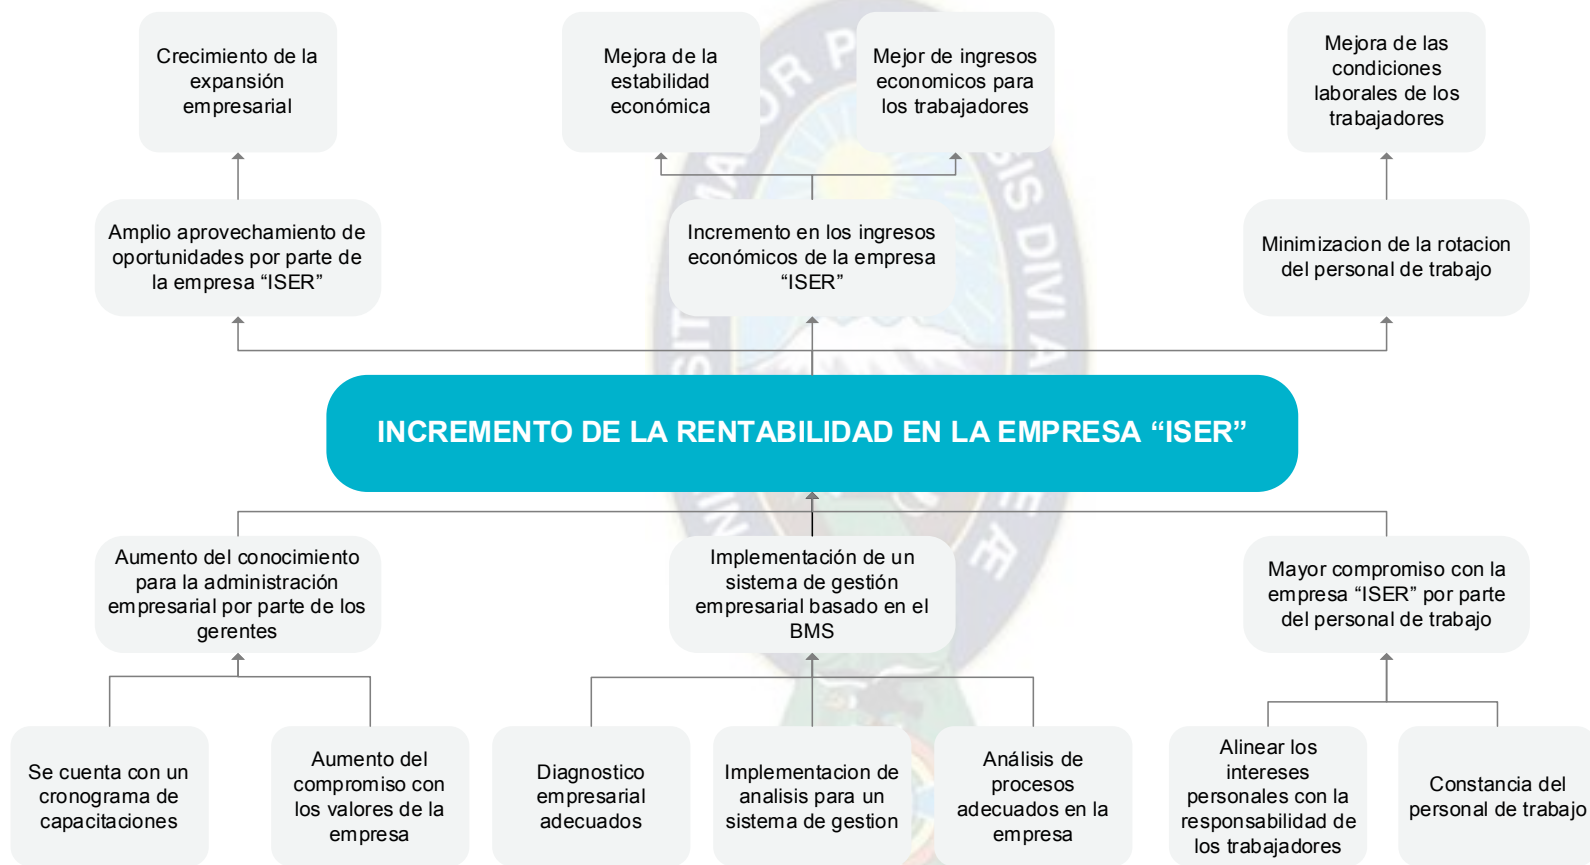 Crecimiento de la
expansión
empresarial
Mejora de la
estabilidad
económica
Mejor de ingresos
economicos para
los trabajadores
Mejora de las
condiciones
laborales de los
trabajadores
Amplio aprovechamiento de
oportunidades por parte de
la empresa “ISER”
Incremento en los ingresos
económicos de la empresa
“ISER”
Minimizacion de la rotacion
del personal de trabajo
INCREMENTO DE LA RENTABILIDAD EN LA EMPRESA “ISER”
Aumento del conocimiento
para la administración
empresarial por parte de los
gerentes
Implementación de un
sistema de gestión
empresarial basado en el
BMS
Mayor compromiso con la
empresa “ISER” por parte
del personal de trabajo
Se cuenta con un
cronograma de
capacitaciones
Aumento del
compromiso con
los valores de la
empresa
Diagnostico
empresarial
adecuados
Implementacion de
analisis para un
sistema de gestion
Análisis de
procesos
adecuados en la
empresa
Alinear los
intereses
personales con la
responsabilidad de
los trabajadores
Constancia del
personal de trabajo